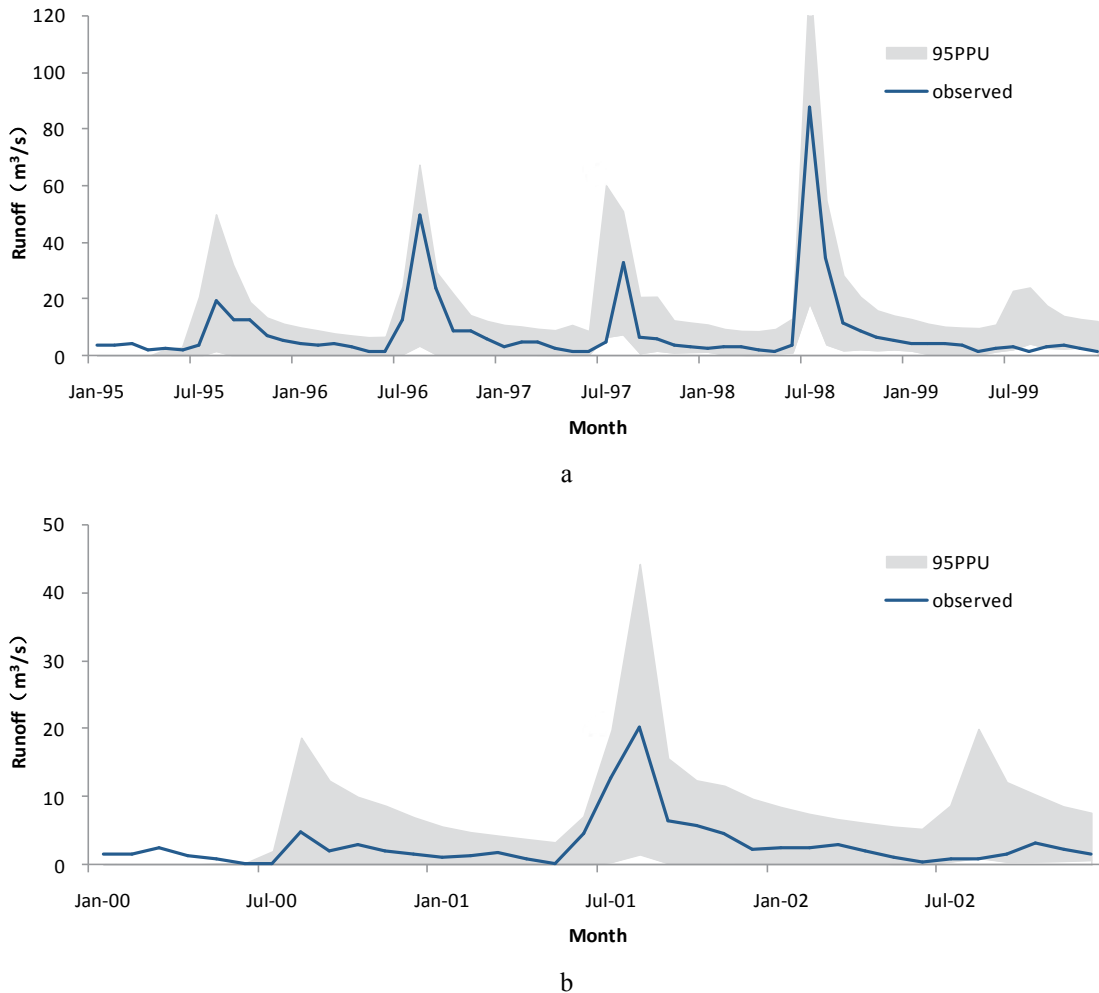 120
100
80
60
40
20
0
Runoff（m³/s）
95PPU
observed
Jan-95 Jul-95 Jan-96 Jul-96 Jan-97 Jul-97 Jan-98 Jul-98 Jan-99 Jul-99
Month
a
50
40
30
20
10
0
Runoff（m³/s）
95PPU
observed
Jan-00 Jul-00 Jan-01 Jul-01 Jan-02 Jul-02
Month
b